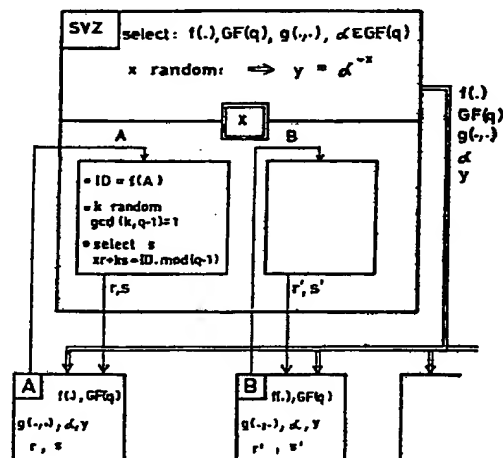 SVZ
select: f(.), GF(q), g(.,.), α ε GF(q)
x random: ⇒ y = α^-x
x
f(.)
GF(q)
g(.,.)
α
y
A
B
ID = f(A)
k random
gcd (k,q-1)=1
select s
xr+ks=ID.mod(q-1)
r,s
r', s'
A
f(.), GF(q)
g(.,.), α, y
r , s
B
f(.), GF(q)
g(.,.), α, y
r' , s'